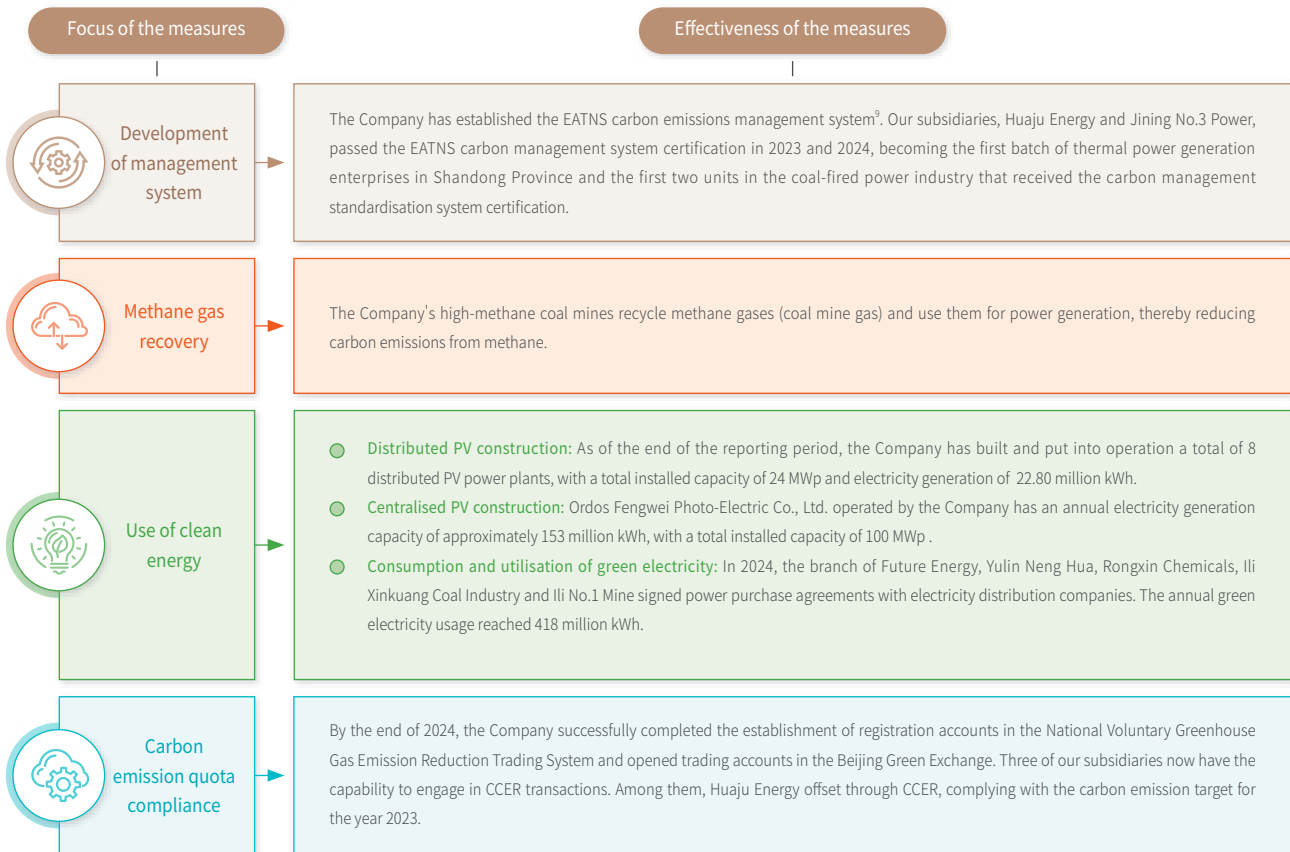 Focus of the measures
Effectiveness of the measures
Development
of management
system
The Company has established the EATNS carbon emissions management system⁹. Our subsidiaries, Huaju Energy and Jining No.3 Power,
passed the EATNS carbon management system certification in 2023 and 2024, becoming the first batch of thermal power generation
enterprises in Shandong Province and the first two units in the coal-fired power industry that received the carbon management
standardisation system certification.
Methane gas
recovery
The Company's high-methane coal mines recycle methane gases (coal mine gas) and use them for power generation, thereby reducing
carbon emissions from methane.
Use of clean
energy
Distributed PV construction: As of the end of the reporting period, the Company has built and put into operation a total of 8
distributed PV power plants, with a total installed capacity of 24 MWp and electricity generation of 22.80 million kWh.
Centralised PV construction: Ordos Fengwei Photo-Electric Co., Ltd. operated by the Company has an annual electricity generation
capacity of approximately 153 million kWh, with a total installed capacity of 100 MWp .
Consumption and utilisation of green electricity: In 2024, the branch of Future Energy, Yulin Neng Hua, Rongxin Chemicals, Ili
Xinkuang Coal Industry and Ili No.1 Mine signed power purchase agreements with electricity distribution companies. The annual green
electricity usage reached 418 million kWh.
Carbon
emission quota
compliance
By the end of 2024, the Company successfully completed the establishment of registration accounts in the National Voluntary Greenhouse
Gas Emission Reduction Trading System and opened trading accounts in the Beijing Green Exchange. Three of our subsidiaries now have the
capability to engage in CCER transactions. Among them, Huaju Energy offset through CCER, complying with the carbon emission target for
the year 2023.